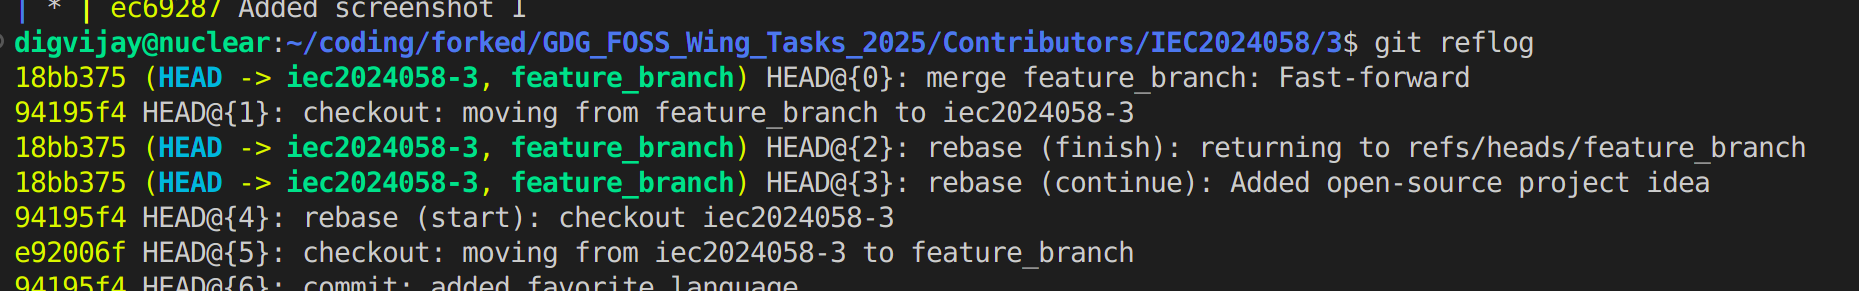 | * | ec69287 Added screenshot 1
digvijay@nuclear:~/coding/forked/GDG_FOSS_Wing_Tasks_2025/Contributors/IEC2024058/3$ git reflog
18bb375 (HEAD -> iec2024058-3, feature_branch) HEAD@{0}: merge feature_branch: Fast-forward
94195f4 HEAD@{1}: checkout: moving from feature_branch to iec2024058-3
18bb375 (HEAD -> iec2024058-3, feature_branch) HEAD@{2}: rebase (finish): returning to refs/heads/feature_branch
18bb375 (HEAD -> iec2024058-3, feature_branch) HEAD@{3}: rebase (continue): Added open-source project idea
94195f4 HEAD@{4}: rebase (start): checkout iec2024058-3
e92006f HEAD@{5}: checkout: moving from iec2024058-3 to feature_branch
94195f4 HEAD@{6}: commit: added favorite language